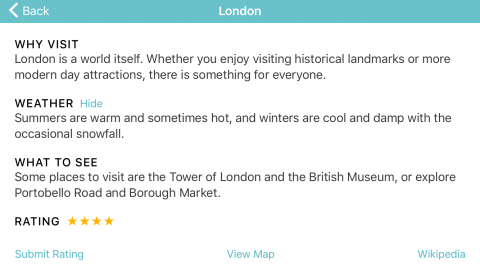 Back
London
WHY VISIT
London is a world itself. Whether you enjoy visiting historical landmarks or more
modern day attractions, there is something for everyone.
WEATHER Hide
Summers are warm and sometimes hot, and winters are cool and damp with the
occasional snowfall.
WHAT TO SEE
Some places to visit are the Tower of London and the British Museum, or explore
Portobello Road and Borough Market.
RATING ★★★★
Submit Rating
View Map
Wikipedia